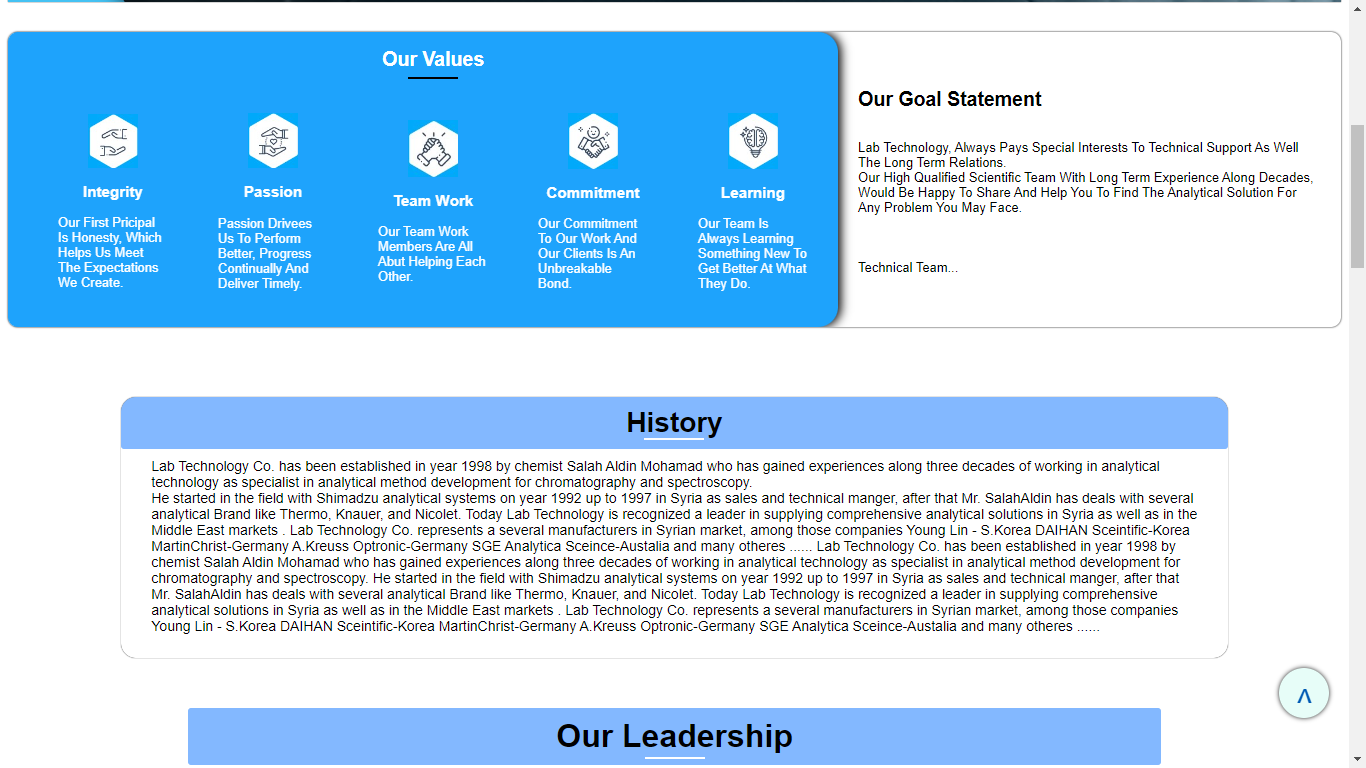 Our Values
Integrity
Our First Pricipal
Is Honesty, Which
Helps Us Meet
The Expectations
We Create.
Passion
Passion Drivees
Us To Perform
Better, Progress
Continually And
Deliver Timely.
Team Work
Our Team Work
Members Are All
Abut Helping Each
Other.
Commitment
Our Commitment
To Our Work And
Our Clients Is An
Unbreakable
Bond.
Learning
Our Team Is
Always Learning
Something New To
Get Better At What
They Do.
Our Goal Statement
Lab Technology, Always Pays Special Interests To Technical Support As Well
The Long Term Relations.
Our High Qualified Scientific Team With Long Term Experience Along Decades,
Would Be Happy To Share And Help You To Find The Analytical Solution For
Any Problem You May Face.
Technical Team...
History
Lab Technology Co. has been established in year 1998 by chemist Salah Aldin Mohamad who has gained experiences along three decades of working in analytical
technology as specialist in analytical method development for chromatography and spectroscopy.
He started in the field with Shimadzu analytical systems on year 1992 up to 1997 in Syria as sales and technical manger, after that Mr. SalahAldin has deals with several
analytical Brand like Thermo, Knauer, and Nicolet. Today Lab Technology is recognized a leader in supplying comprehensive analytical solutions in Syria as well as in the
Middle East markets . Lab Technology Co. represents a several manufacturers in Syrian market, among those companies Young Lin - S.Korea DAIHAN Sceintific-Korea
MartinChrist-Germany A.Kreuss Optronic-Germany SGE Analytica Sceince-Austalia and many otheres ...... Lab Technology Co. has been established in year 1998 by
chemist Salah Aldin Mohamad who has gained experiences along three decades of working in analytical technology as specialist in analytical method development for
chromatography and spectroscopy. He started in the field with Shimadzu analytical systems on year 1992 up to 1997 in Syria as sales and technical manger, after that
Mr. SalahAldin has deals with several analytical Brand like Thermo, Knauer, and Nicolet. Today Lab Technology is recognized a leader in supplying comprehensive
analytical solutions in Syria as well as in the Middle East markets . Lab Technology Co. represents a several manufacturers in Syrian market, among those companies
Young Lin - S.Korea DAIHAN Sceintific-Korea MartinChrist-Germany A.Kreuss Optronic-Germany SGE Analytica Sceince-Austalia and many otheres ......
Our Leadership